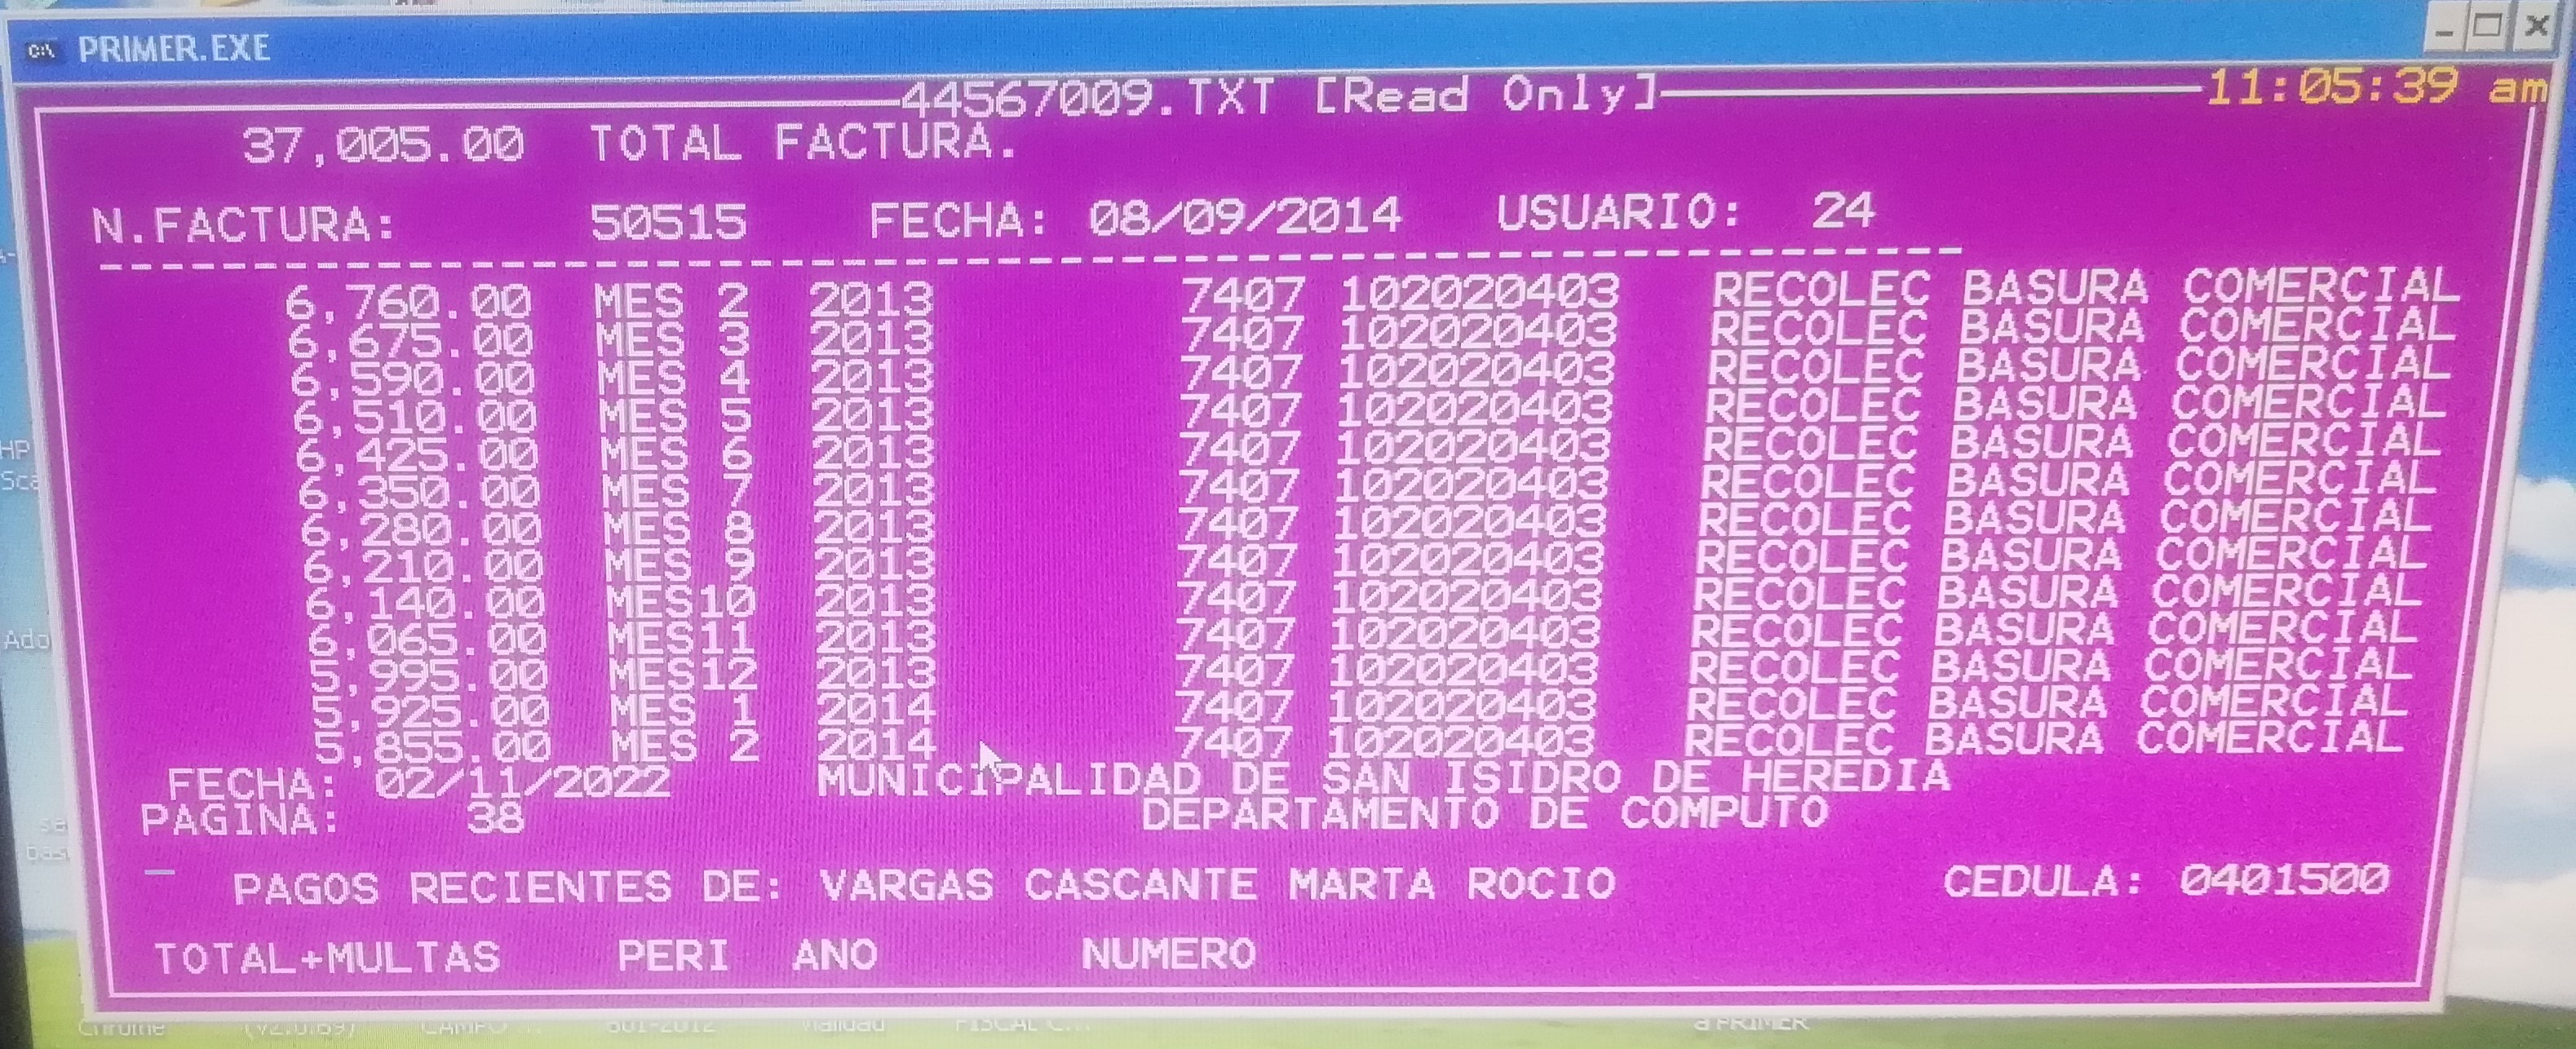 PRIMER.EXE
44567009.TXT [Read Only] 11:05:39 am
37,005.00 TOTAL FACTURA.
N.FACTURA: 50515 FECHA: 08/09/2014 USUARIO: 24
------------------------------------------------------------
6,760.00 MES 2 2013 7407 102020403 RECOLEC BASURA COMERCIAL
6,675.00 MES 3 2013 7407 102020403 RECOLEC BASURA COMERCIAL
6,590.00 MES 4 2013 7407 102020403 RECOLEC BASURA COMERCIAL
6,510.00 MES 5 2013 7407 102020403 RECOLEC BASURA COMERCIAL
6,425.00 MES 6 2013 7407 102020403 RECOLEC BASURA COMERCIAL
6,350.00 MES 7 2013 7407 102020403 RECOLEC BASURA COMERCIAL
6,280.00 MES 8 2013 7407 102020403 RECOLEC BASURA COMERCIAL
6,210.00 MES 9 2013 7407 102020403 RECOLEC BASURA COMERCIAL
6,140.00 MES10 2013 7407 102020403 RECOLEC BASURA COMERCIAL
6,065.00 MES11 2013 7407 102020403 RECOLEC BASURA COMERCIAL
5,995.00 MES12 2013 7407 102020403 RECOLEC BASURA COMERCIAL
5,925.00 MES 1 2014 7407 102020403 RECOLEC BASURA COMERCIAL
5,855.00 MES 2 2014 7407 102020403 RECOLEC BASURA COMERCIAL
FECHA: 02/11/2022 MUNICIPALIDAD DE SAN ISIDRO DE HEREDIA
PAGINA: 38 DEPARTAMENTO DE COMPUTO
PAGOS RECIENTES DE: VARGAS CASCANTE MARTA ROCIO CEDULA: 0401500
TOTAL+MULTAS PERI ANO NUMERO